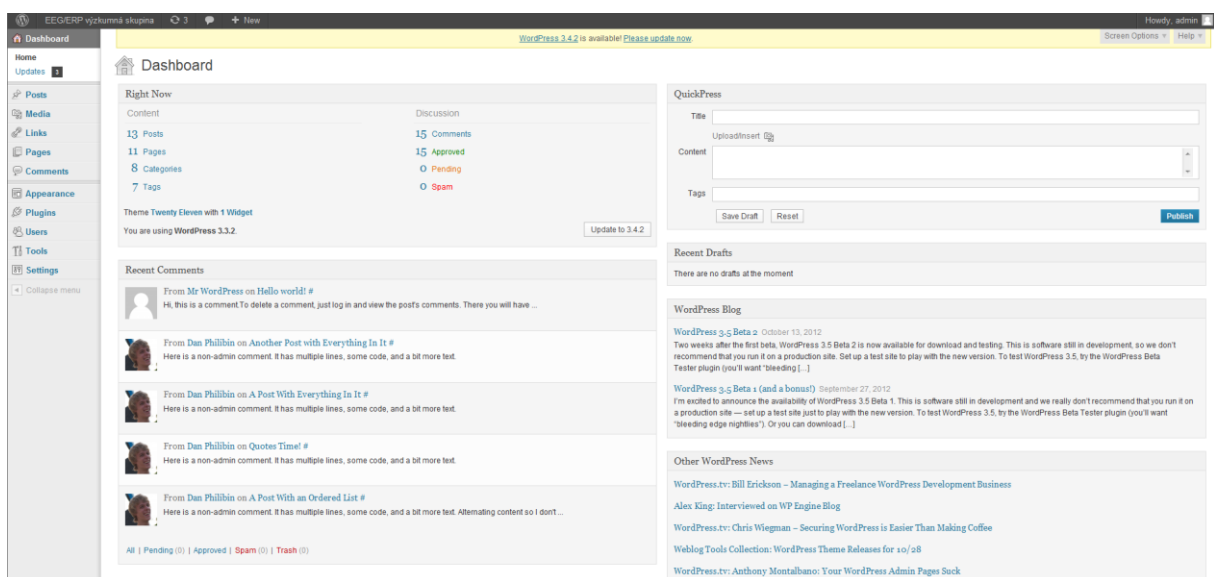 EEG/ERP výzkumná skupina 3 + New Howdy, admin
WordPress 3.4.2 is available! Please update now.
Screen Options Help
Dashboard
Home
Updates 3
Posts
Media
Links
Pages
Comments
Appearance
Plugins
Users
Tools
Settings
Collapse menu
Dashboard
Right Now
Content
13 Posts
11 Pages
8 Categories
7 Tags
Discussion
15 Comments
15 Approved
0 Pending
0 Spam
Theme Twenty Eleven with 1 Widget
You are using WordPress 3.3.2.
Update to 3.4.2
Recent Comments
From Mr WordPress on Hello world! #
Hi, this is a comment.To delete a comment, just log in and view the post's comments. There you will have ...
From Dan Philibin on Another Post with Everything In It #
Here is a non-admin comment. It has multiple lines, some code, and a bit more text.
From Dan Philibin on A Post With Everything In It #
Here is a non-admin comment. It has multiple lines, some code, and a bit more text.
From Dan Philibin on Quotes Time! #
Here is a non-admin comment. It has multiple lines, some code, and a bit more text.
From Dan Philibin on A Post With an Ordered List #
Here is a non-admin comment. It has multiple lines, some code, and a bit more text. Alternating content so I don't ...
All | Pending (0) | Approved | Spam (0) | Trash (0)
QuickPress
Title
Upload/Insert
Content
Tags
Save Draft Reset Publish
Recent Drafts
There are no drafts at the moment
WordPress Blog
WordPress 3.5 Beta 2 October 13, 2012
Two weeks after the first beta, WordPress 3.5 Beta 2 is now available for download and testing. This is software still in development, so we don't
recommend that you run it on a production site. Set up a test site to play with the new version. To test WordPress 3.5, try the WordPress Beta
Tester plugin (you'll want "bleeding [...]
WordPress 3.5 Beta 1 (and a bonus!) September 27, 2012
I'm excited to announce the availability of WordPress 3.5 Beta 1. This is software still in development and we really don't recommend that you run it on
a production site — set up a test site just to play with the new version. To test WordPress 3.5, try the WordPress Beta Tester plugin (you'll want
"bleeding edge nightlies"). Or you can download [...]
Other WordPress News
WordPress.tv: Bill Erickson – Managing a Freelance WordPress Development Business
Alex King: Interviewed on WP Engine Blog
WordPress.tv: Chris Wiegman – Securing WordPress is Easier Than Making Coffee
Weblog Tools Collection: WordPress Theme Releases for 10/28
WordPress.tv: Anthony Montalbano: Your WordPress Admin Pages Suck